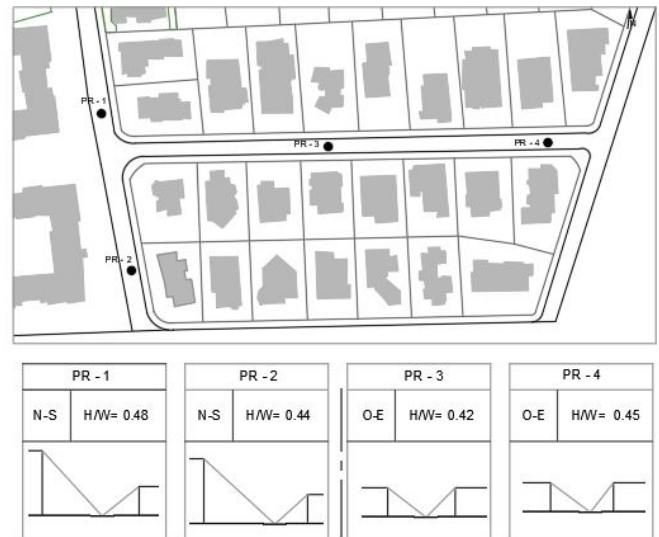 N
PR - 1
PR - 3
PR - 4
PR - 2
PR - 1
N-S H/W= 0.48
PR - 2
N-S H/W= 0.44
PR - 3
O-E H/W= 0.42
PR - 4
O-E H/W= 0.45